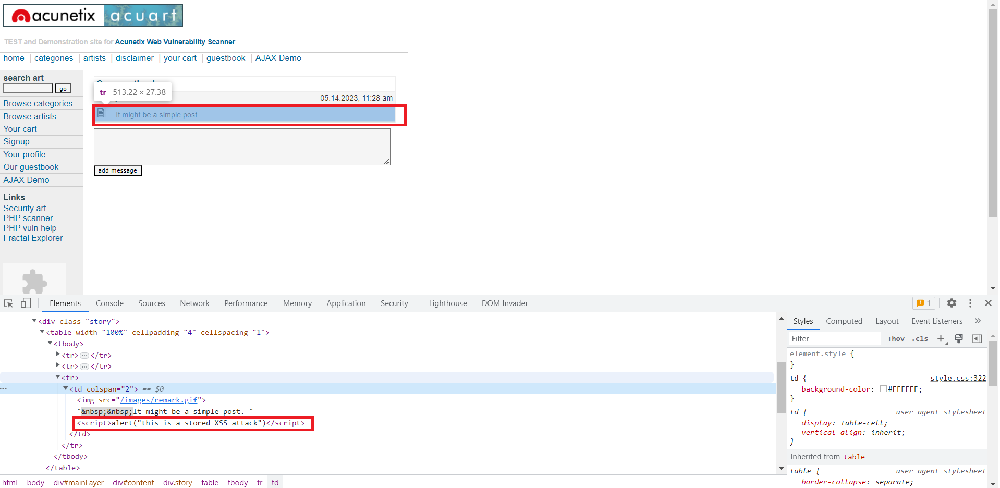 acunetix acuart
TEST and Demonstration site for Acunetix Web Vulnerability Scanner
home | categories | artists | disclaimer | your cart | guestbook | AJAX Demo
search art
go
Browse categories
Browse artists
Your cart
Signup
Your profile
Our guestbook
AJAX Demo
Links
Security art
PHP scanner
PHP vuln help
Fractal Explorer
tr 513.22 × 27.38
05.14.2023, 11:28 am
It might be a simple post.
add message
Elements Console Sources Network Performance Memory Application Security Lighthouse DOM Invader 1
<div class="story">
<table width="100%" cellpadding="4" cellspacing="1">
<tbody>
<tr> ⋯ </tr>
<tr> ⋯ </tr>
<tr>
<td colspan="2"> == $0
<img src="/images/remark.gif">
"&nbsp;&nbsp;It might be a simple post. "
<script>alert("this is a stored XSS attack")</script>
</td>
</tr>
</tbody>
</table>
html body div#mainLayer div#content div.story table tbody tr td
Styles Computed Layout Event Listeners »
Filter :hov .cls +
element.style {
}
td { style.css:322
background-color: #FFFFFF;
}
td { user agent stylesheet
display: table-cell;
vertical-align: inherit;
}
Inherited from table
table { user agent stylesheet
border-collapse: separate;